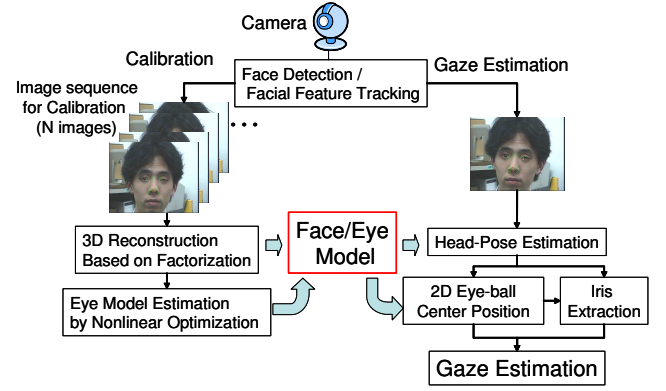 Camera
Calibration
Face Detection /
Facial Feature Tracking
Gaze Estimation
Image sequence
for Calibration
(N images)
3D Reconstruction
Based on Factorization
Face/Eye
Model
Head-Pose Estimation
Eye Model Estimation
by Nonlinear Optimization
2D Eye-ball
Center Position
Iris
Extraction
Gaze Estimation